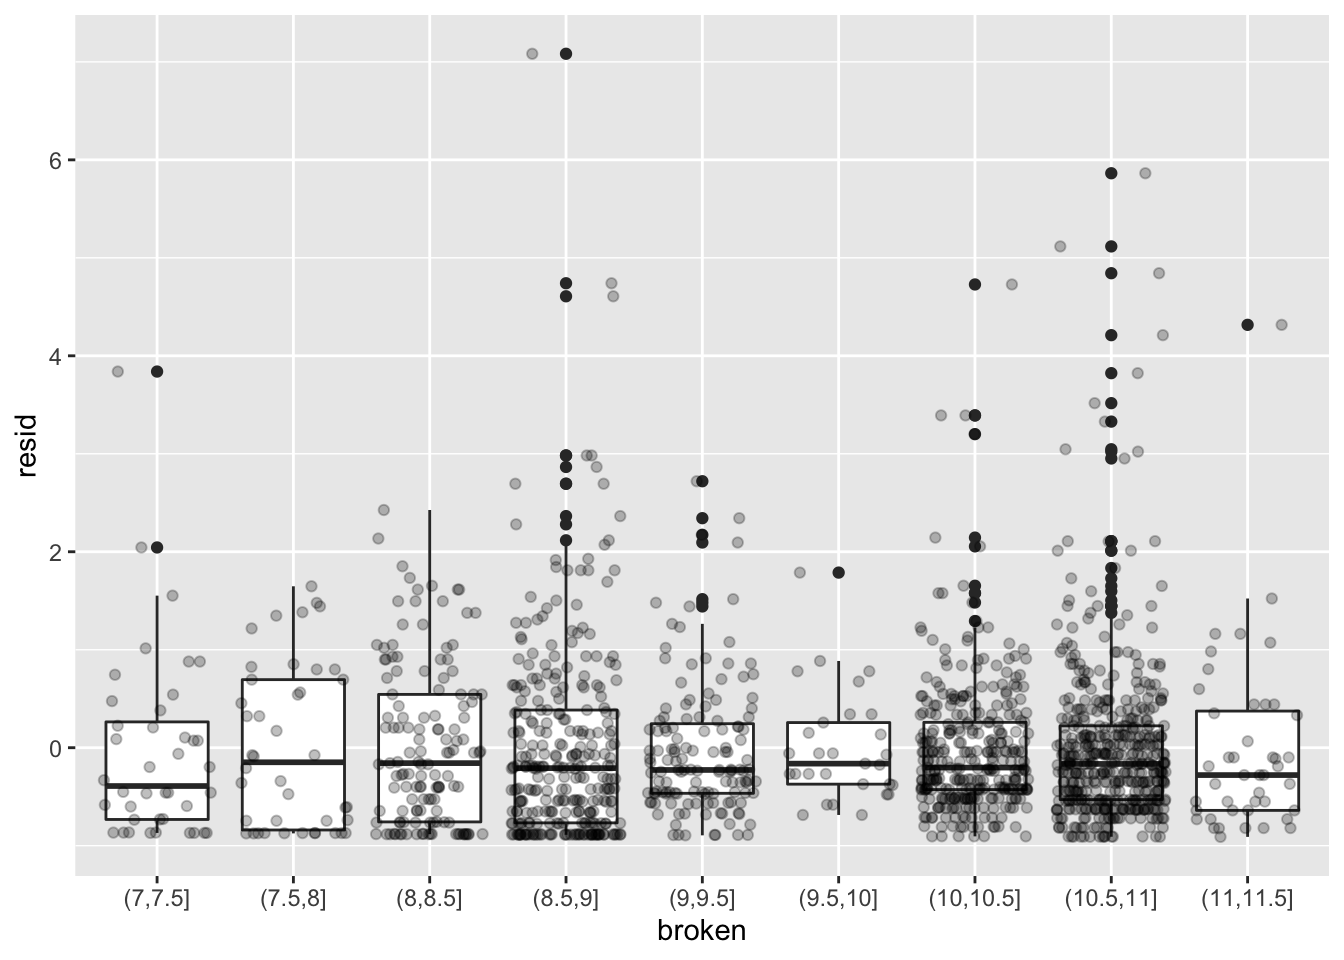 resid
6
4
2
0
(7,7.5] (7.5,8] (8,8.5] (8.5,9] (9,9.5] (9.5,10] (10,10.5] (10.5,11] (11,11.5]
broken